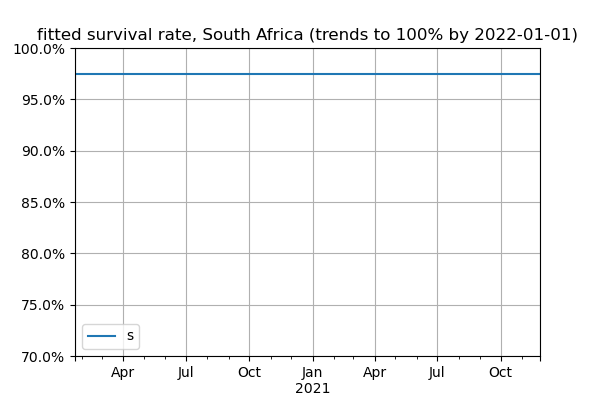 fitted survival rate, South Africa (trends to 100% by 2022-01-01)
100.0%
95.0%
90.0%
85.0%
80.0%
75.0%
70.0%
s
Apr Jul Oct Jan Apr Jul Oct
2021